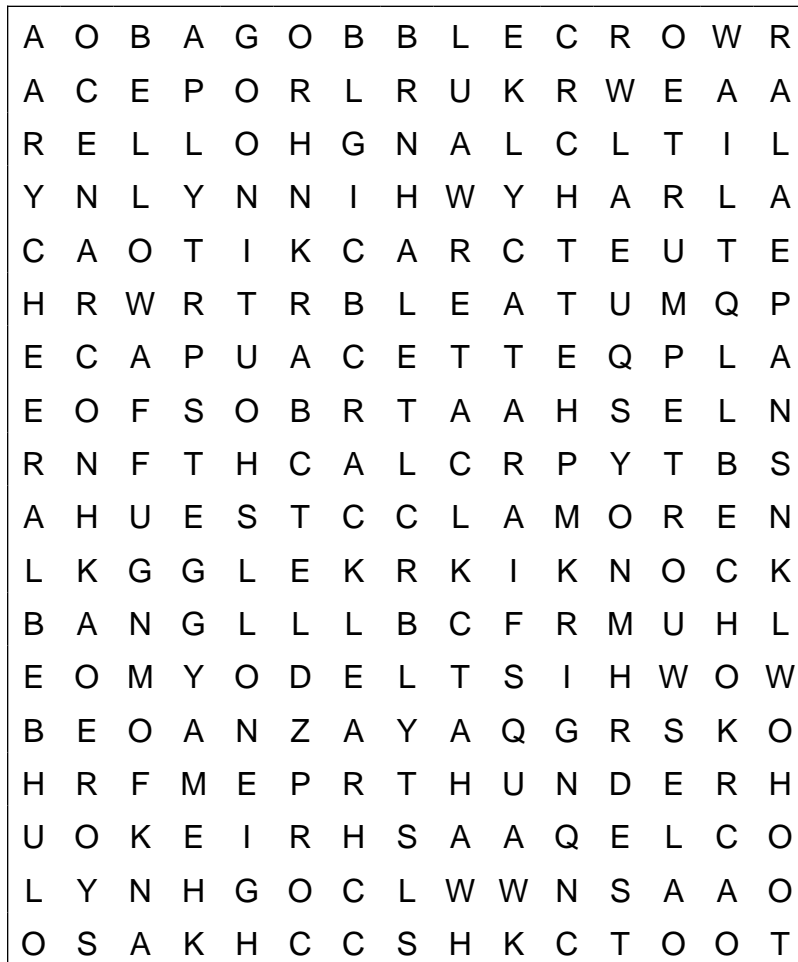 A O B A G O B B L E C R O W R
A C E P O R L R U K R W E A A
R E L L O H G N A L C L T I L
Y N L Y N N I H W Y H A R L A
C A O T I K C A R C T E U T E
H R W R T R B L E A T U M Q P
E C A P U A C E T T E Q P L A
E O F S O B R T A A H S E L N
R N F T H C A L C R P Y T B S
A H U E S T C C L A M O R E N
L K G G L E K R K I K N O C K
B A N G L L L B C F R M U H L
E O M Y O D E L T S I H W O W
B E O A N Z A Y A Q G R S K O
H R F M E P R T H U N D E R H
U O K E I R H S A A Q E L C O
L Y N H G O C L W W N S A A O
O S A K H C C S H K C T O O T